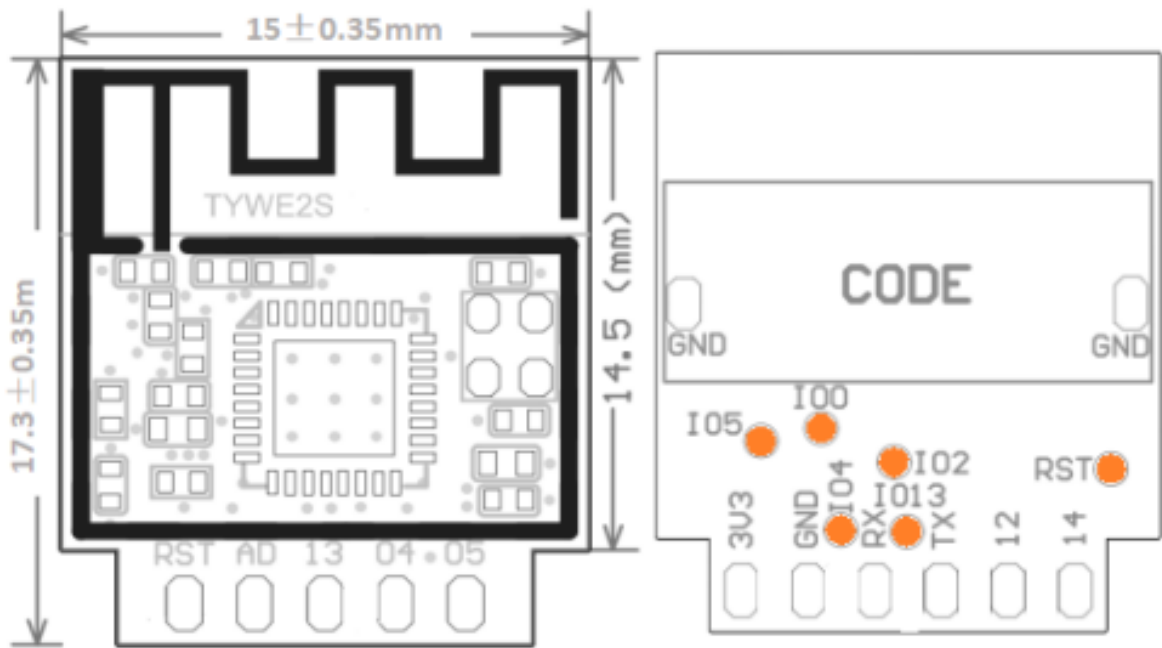 15±0.35mm
17.3±0.35m
14.5 (mm)
TYWE2S
RST AD 13 04 05
CODE
GND
GND
IO5
IO0
IO2
RST
IO4
IO13
3V3
GND
RX
TX
12
14